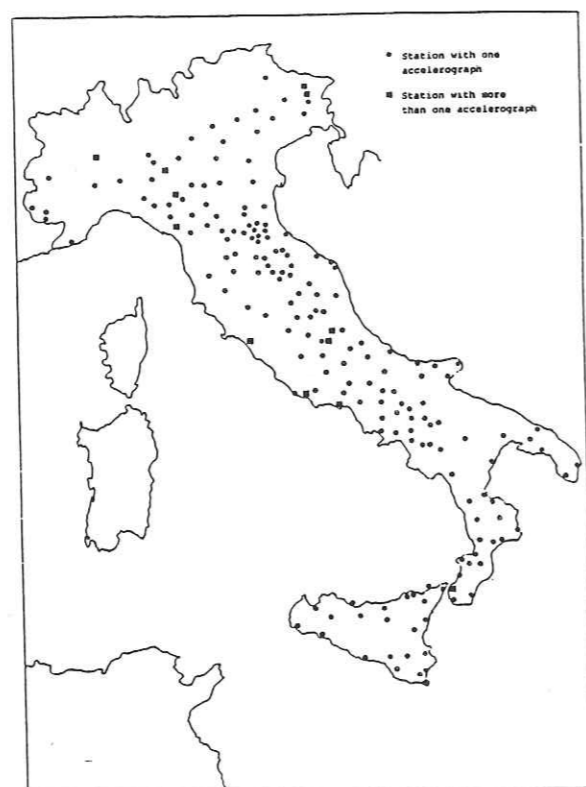 Station with one
accelerograph
Station with more
than one accelerograph